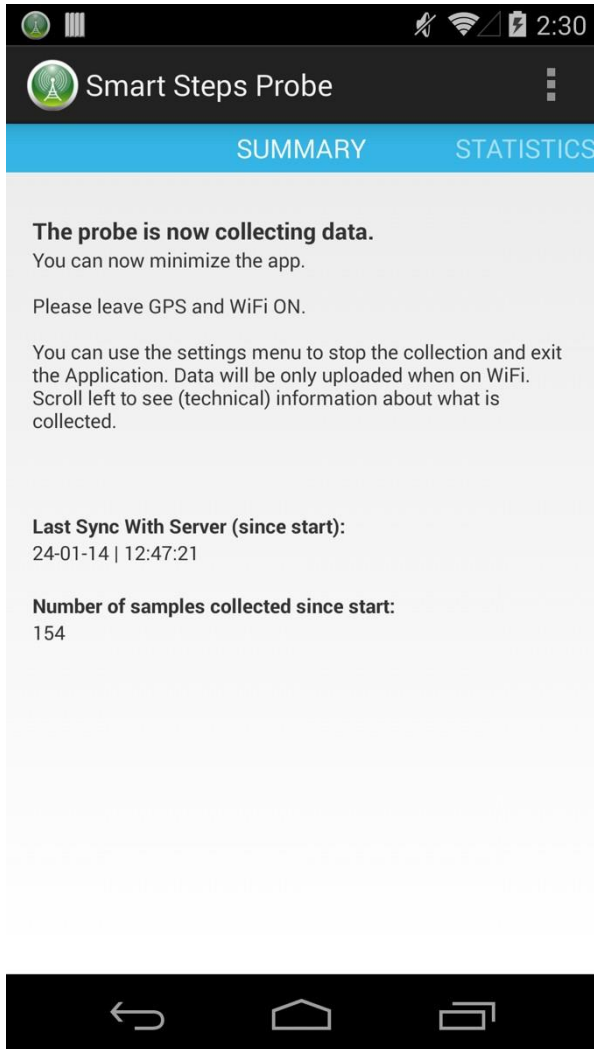 2:30
Smart Steps Probe
SUMMARY STATISTICS
The probe is now collecting data.
You can now minimize the app.
Please leave GPS and WiFi ON.
You can use the settings menu to stop the collection and exit
the Application. Data will be only uploaded when on WiFi.
Scroll left to see (technical) information about what is
collected.
Last Sync With Server (since start):
24-01-14 | 12:47:21
Number of samples collected since start:
154